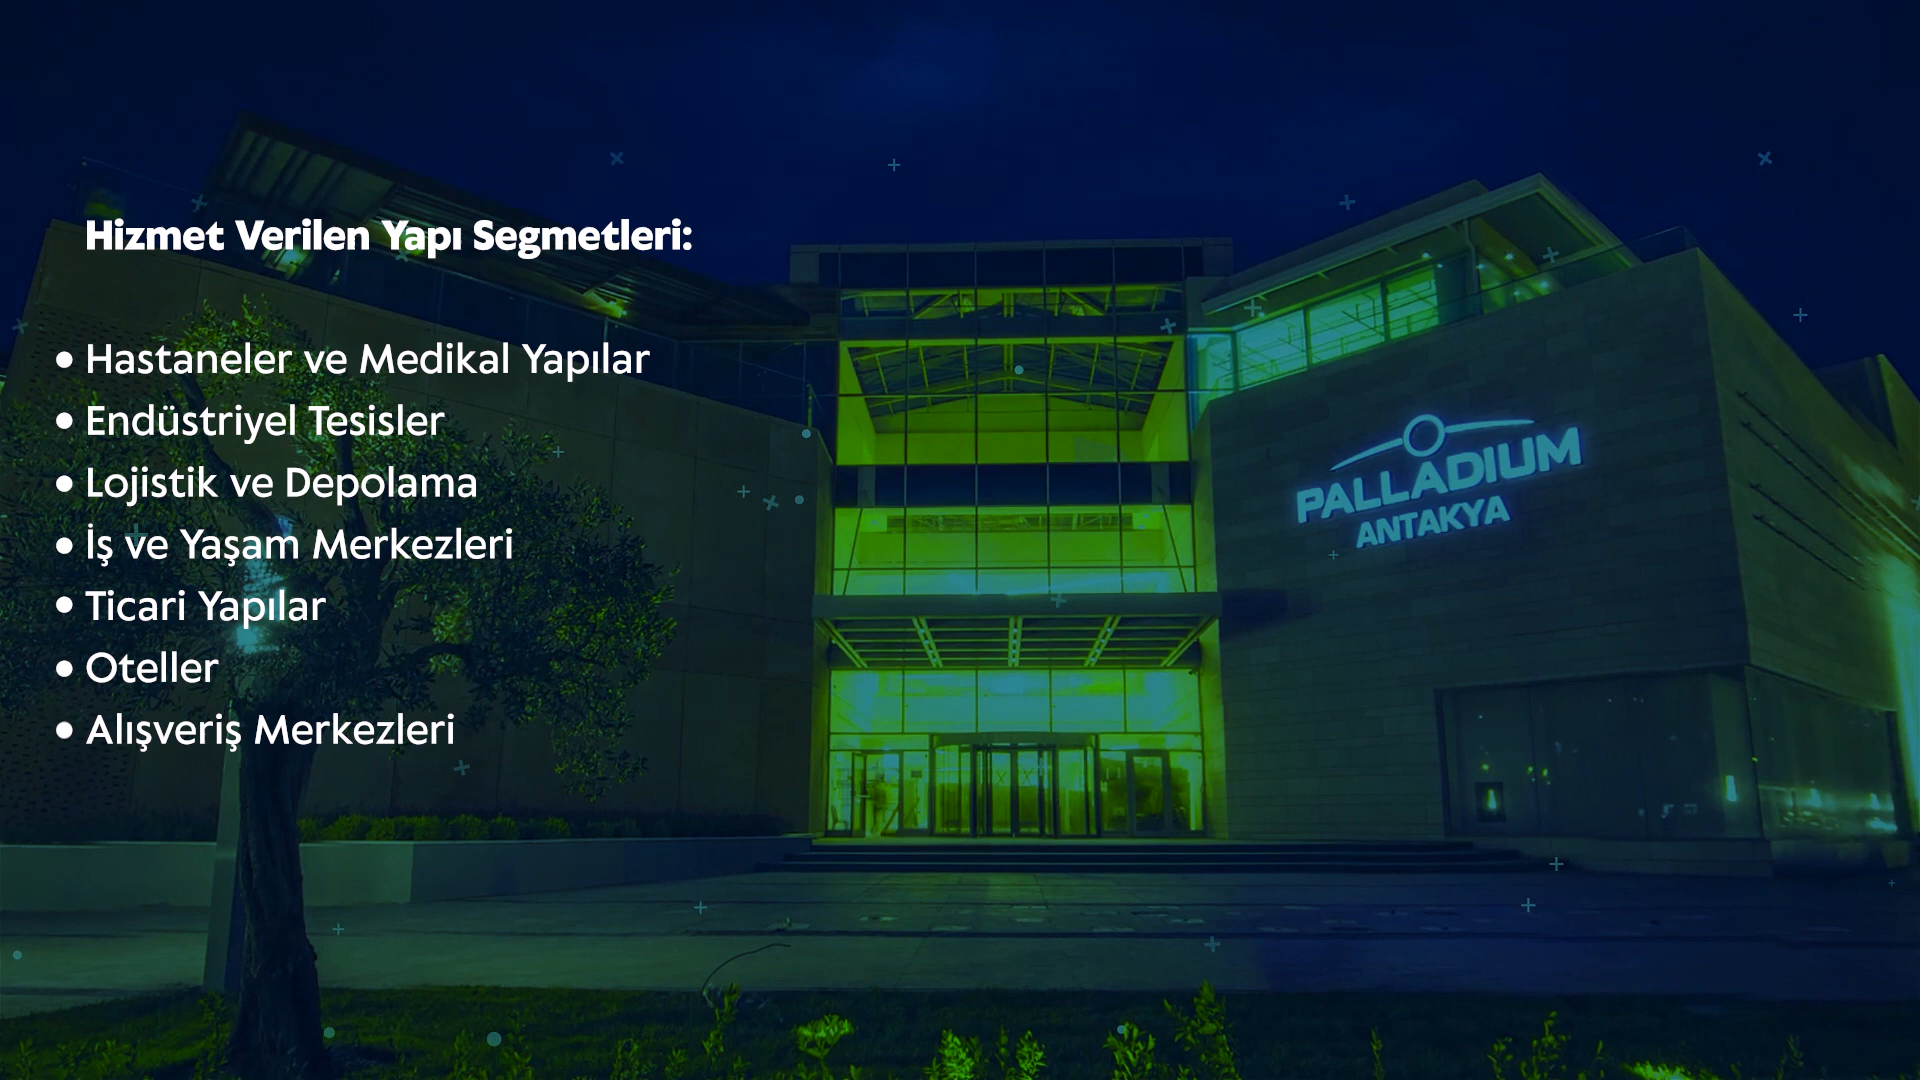 Hizmet Verilen Yapı Segmetleri:
• Hastaneler ve Medikal Yapılar
• Endüstriyel Tesisler
• Lojistik ve Depolama
• İş ve Yaşam Merkezleri
• Ticari Yapılar
• Oteller
• Alışveriş Merkezleri
PALLADIUM
ANTAKYA